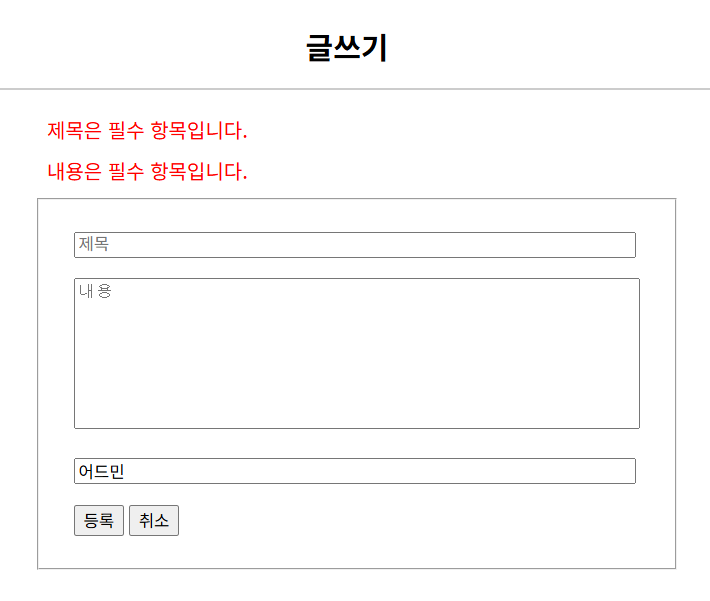 글쓰기
제목은 필수 항목입니다.
내용은 필수 항목입니다.
제목
내용
어드민
등록 취소